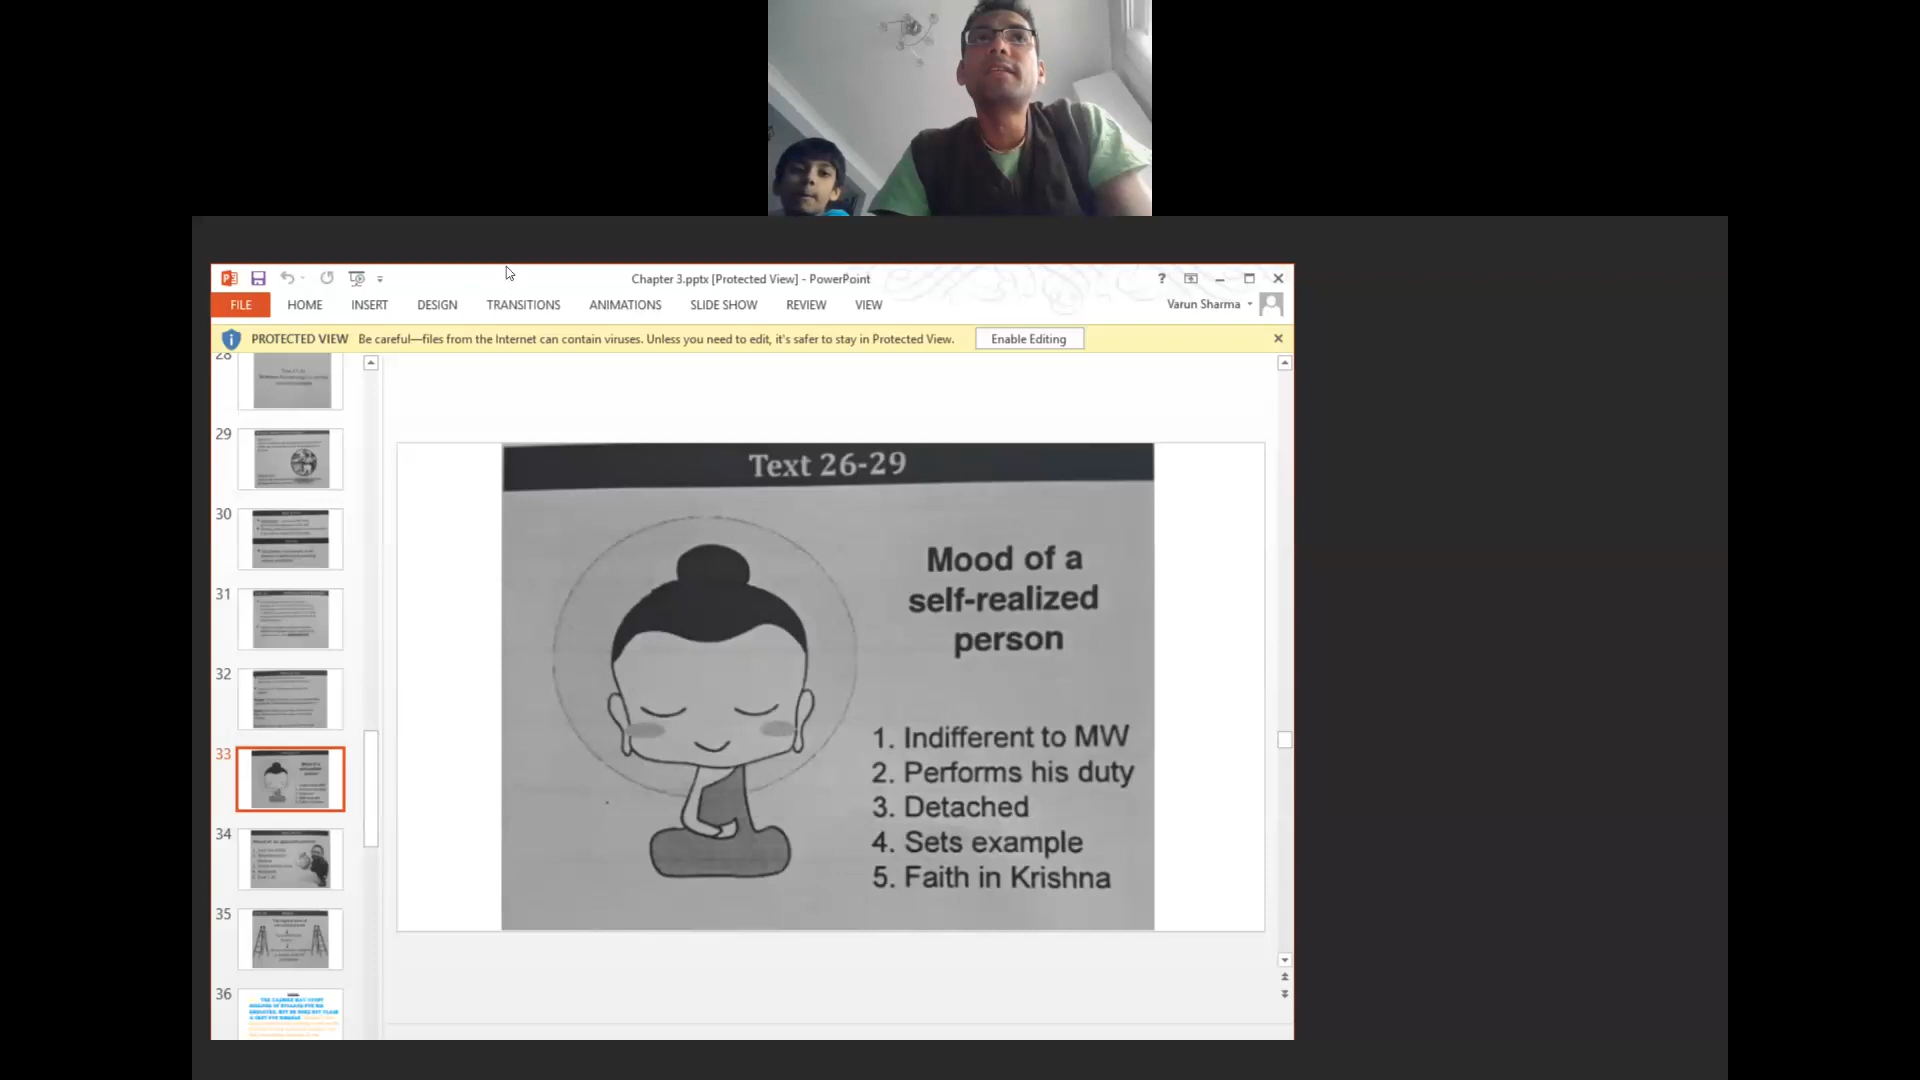 Chapter 3.pptx [Protected View] - PowerPoint
?
FILE HOME INSERT DESIGN TRANSITIONS ANIMATIONS SLIDE SHOW REVIEW VIEW
Varun Sharma
PROTECTED VIEW Be careful—files from the Internet can contain viruses. Unless you need to edit, it's safer to stay in Protected View. Enable Editing
28
29
30
31
32
33
34
35
36
Text 26-29
Mood of a
self-realized
person
1. Indifferent to MW
2. Performs his duty
3. Detached
4. Sets example
5. Faith in Krishna